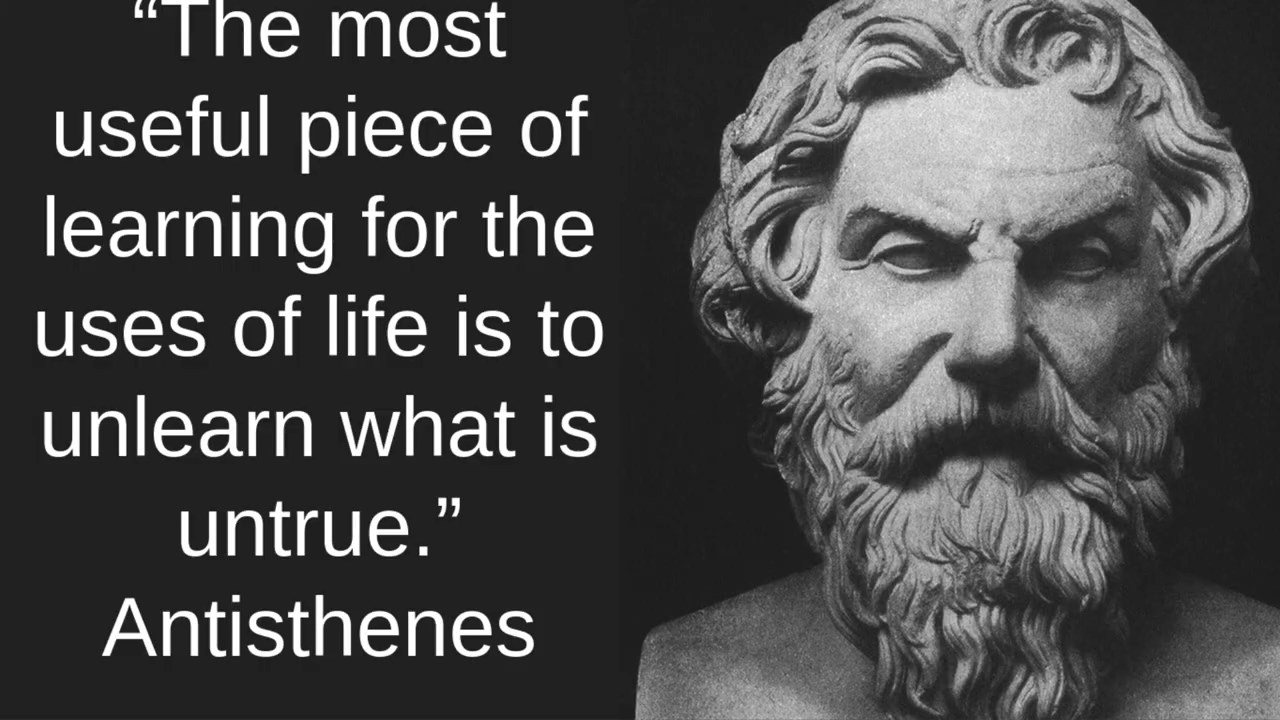 “The most
useful piece of
learning for the
uses of life is to
unlearn what is
untrue.”
Antisthenes